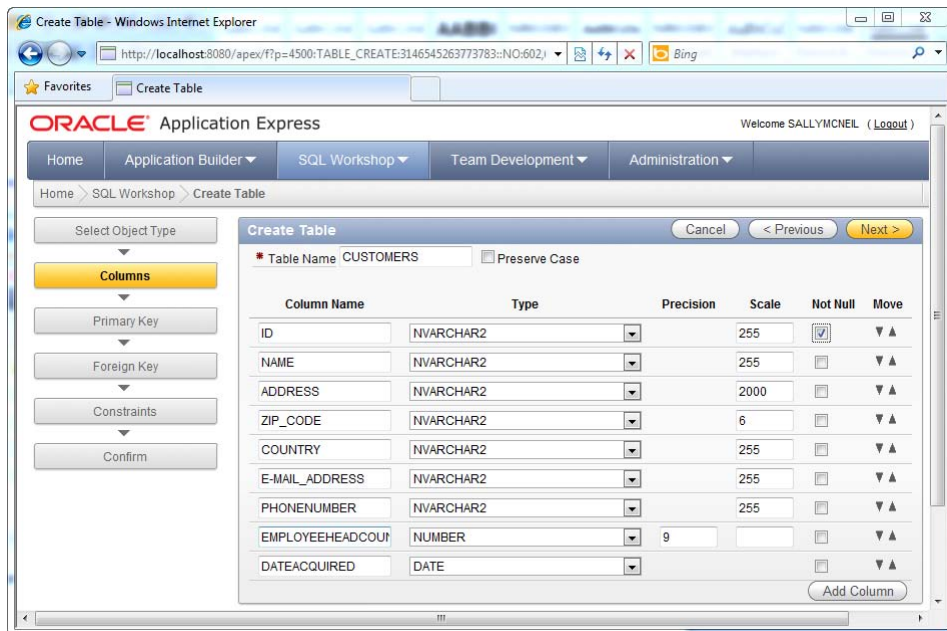 Create Table - Windows Internet Explorer
http://localhost:8080/apex/f?p=4500:TABLE_CREATE:3146545263773783::NO:602,
Bing
Favorites
Create Table
ORACLE Application Express
Welcome SALLYMCNEIL ( Logout )
Home Application Builder SQL Workshop Team Development Administration
Home SQL Workshop Create Table
Select Object Type
Columns
Primary Key
Foreign Key
Constraints
Confirm
Create Table
Cancel < Previous Next >
* Table Name CUSTOMERS Preserve Case
Column Name Type Precision Scale Not Null Move
ID NVARCHAR2 255
NAME NVARCHAR2 255
ADDRESS NVARCHAR2 2000
ZIP_CODE NVARCHAR2 6
COUNTRY NVARCHAR2 255
E-MAIL_ADDRESS NVARCHAR2 255
PHONENUMBER NVARCHAR2 255
EMPLOYEEHEADCOUN NUMBER 9
DATEACQUIRED DATE
Add Column